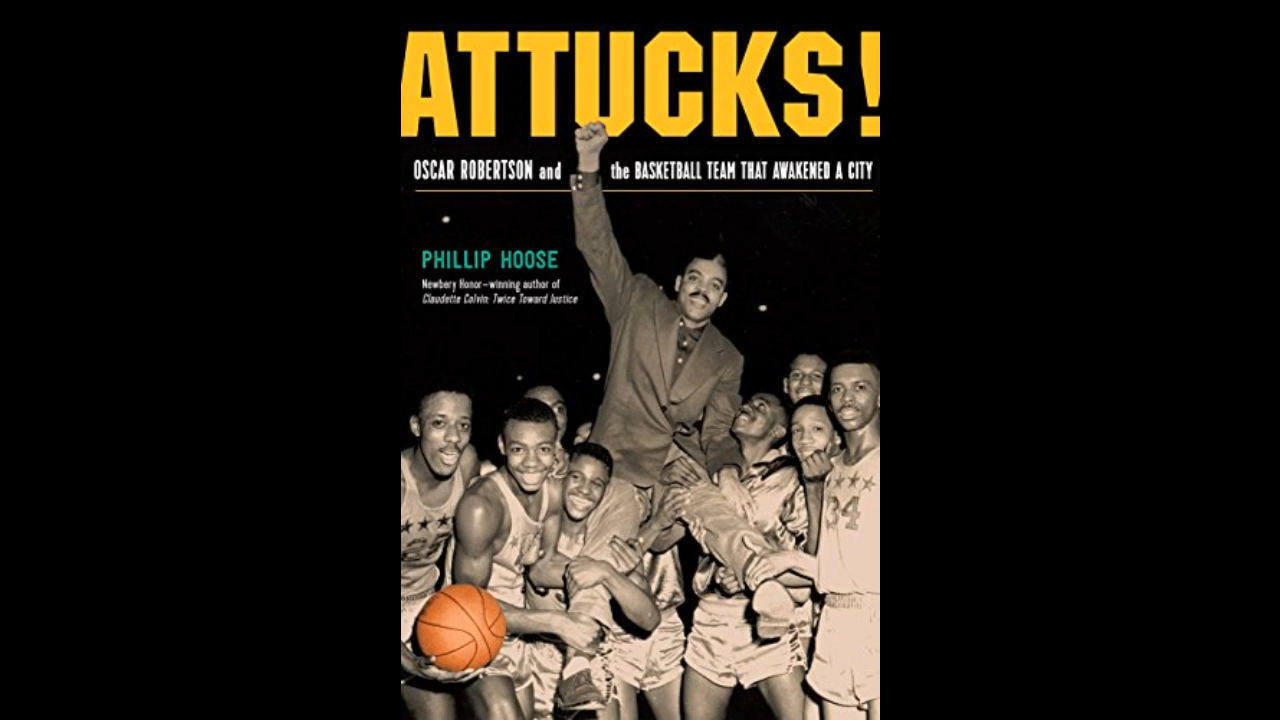 ATTUCKS!
OSCAR ROBERTSON and the BASKETBALL TEAM THAT AWAKENED A CITY
PHILLIP HOOSE
Newbery Honor–winning author of
Claudette Colvin: Twice Toward Justice
34